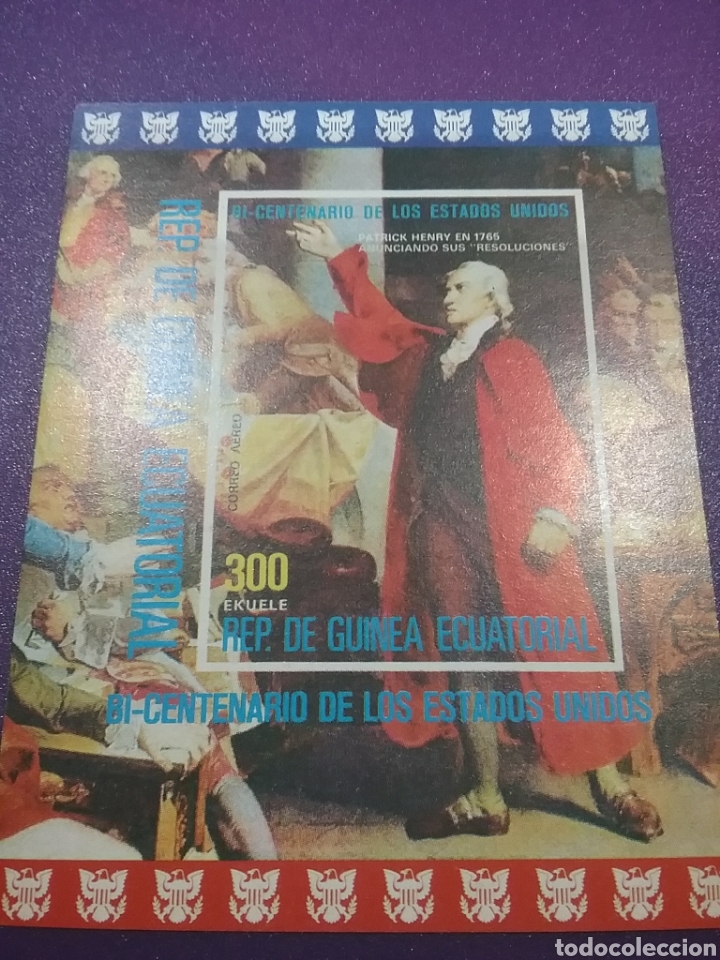 BI-CENTENARIO DE LOS ESTADOS UNIDOS
PATRICK HENRY EN 1765
ANUNCIANDO SUS "RESOLUCIONES"
REP. DE GUINEA ECUATORIAL
CORREO AEREO
300
EKUELE
REP. DE GUINEA ECUATORIAL
BI-CENTENARIO DE LOS ESTADOS UNIDOS
todocoleccion